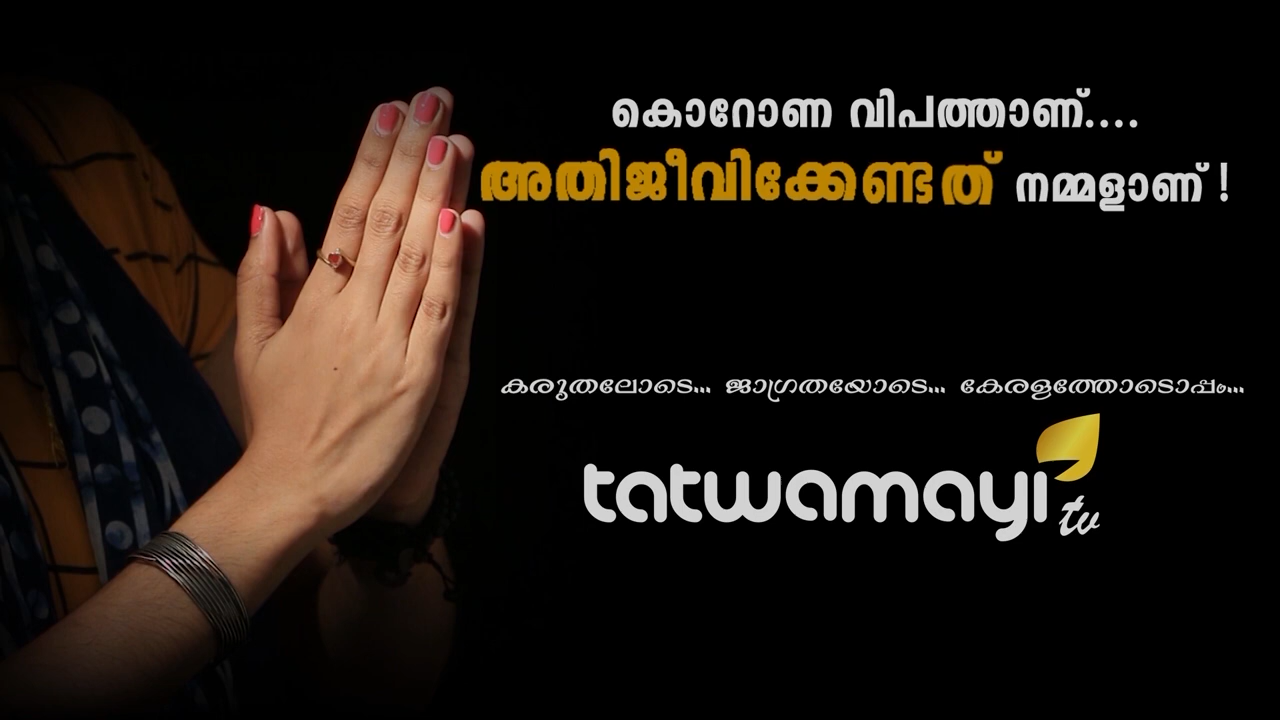 കൊറോണ വിപത്താണ്....
അതിജീവിക്കേണ്ടത് നമ്മളാണ് !
കരുതലോടെ... ജാഗ്രതയോടെ... കേരളത്തോടൊപ്പം...
tatwamayi
tv